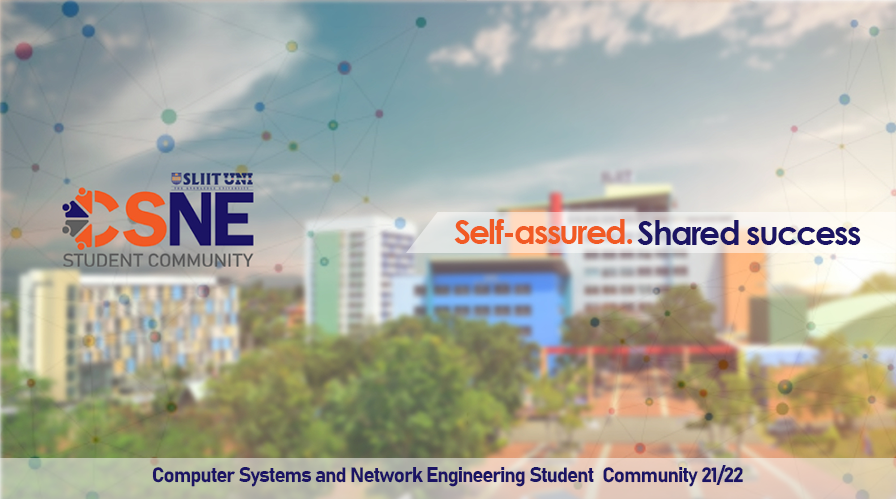 SLIIT UNI
CSNE
STUDENT COMMUNITY
Self-assured. Shared success
Computer Systems and Network Engineering Student Community 21/22